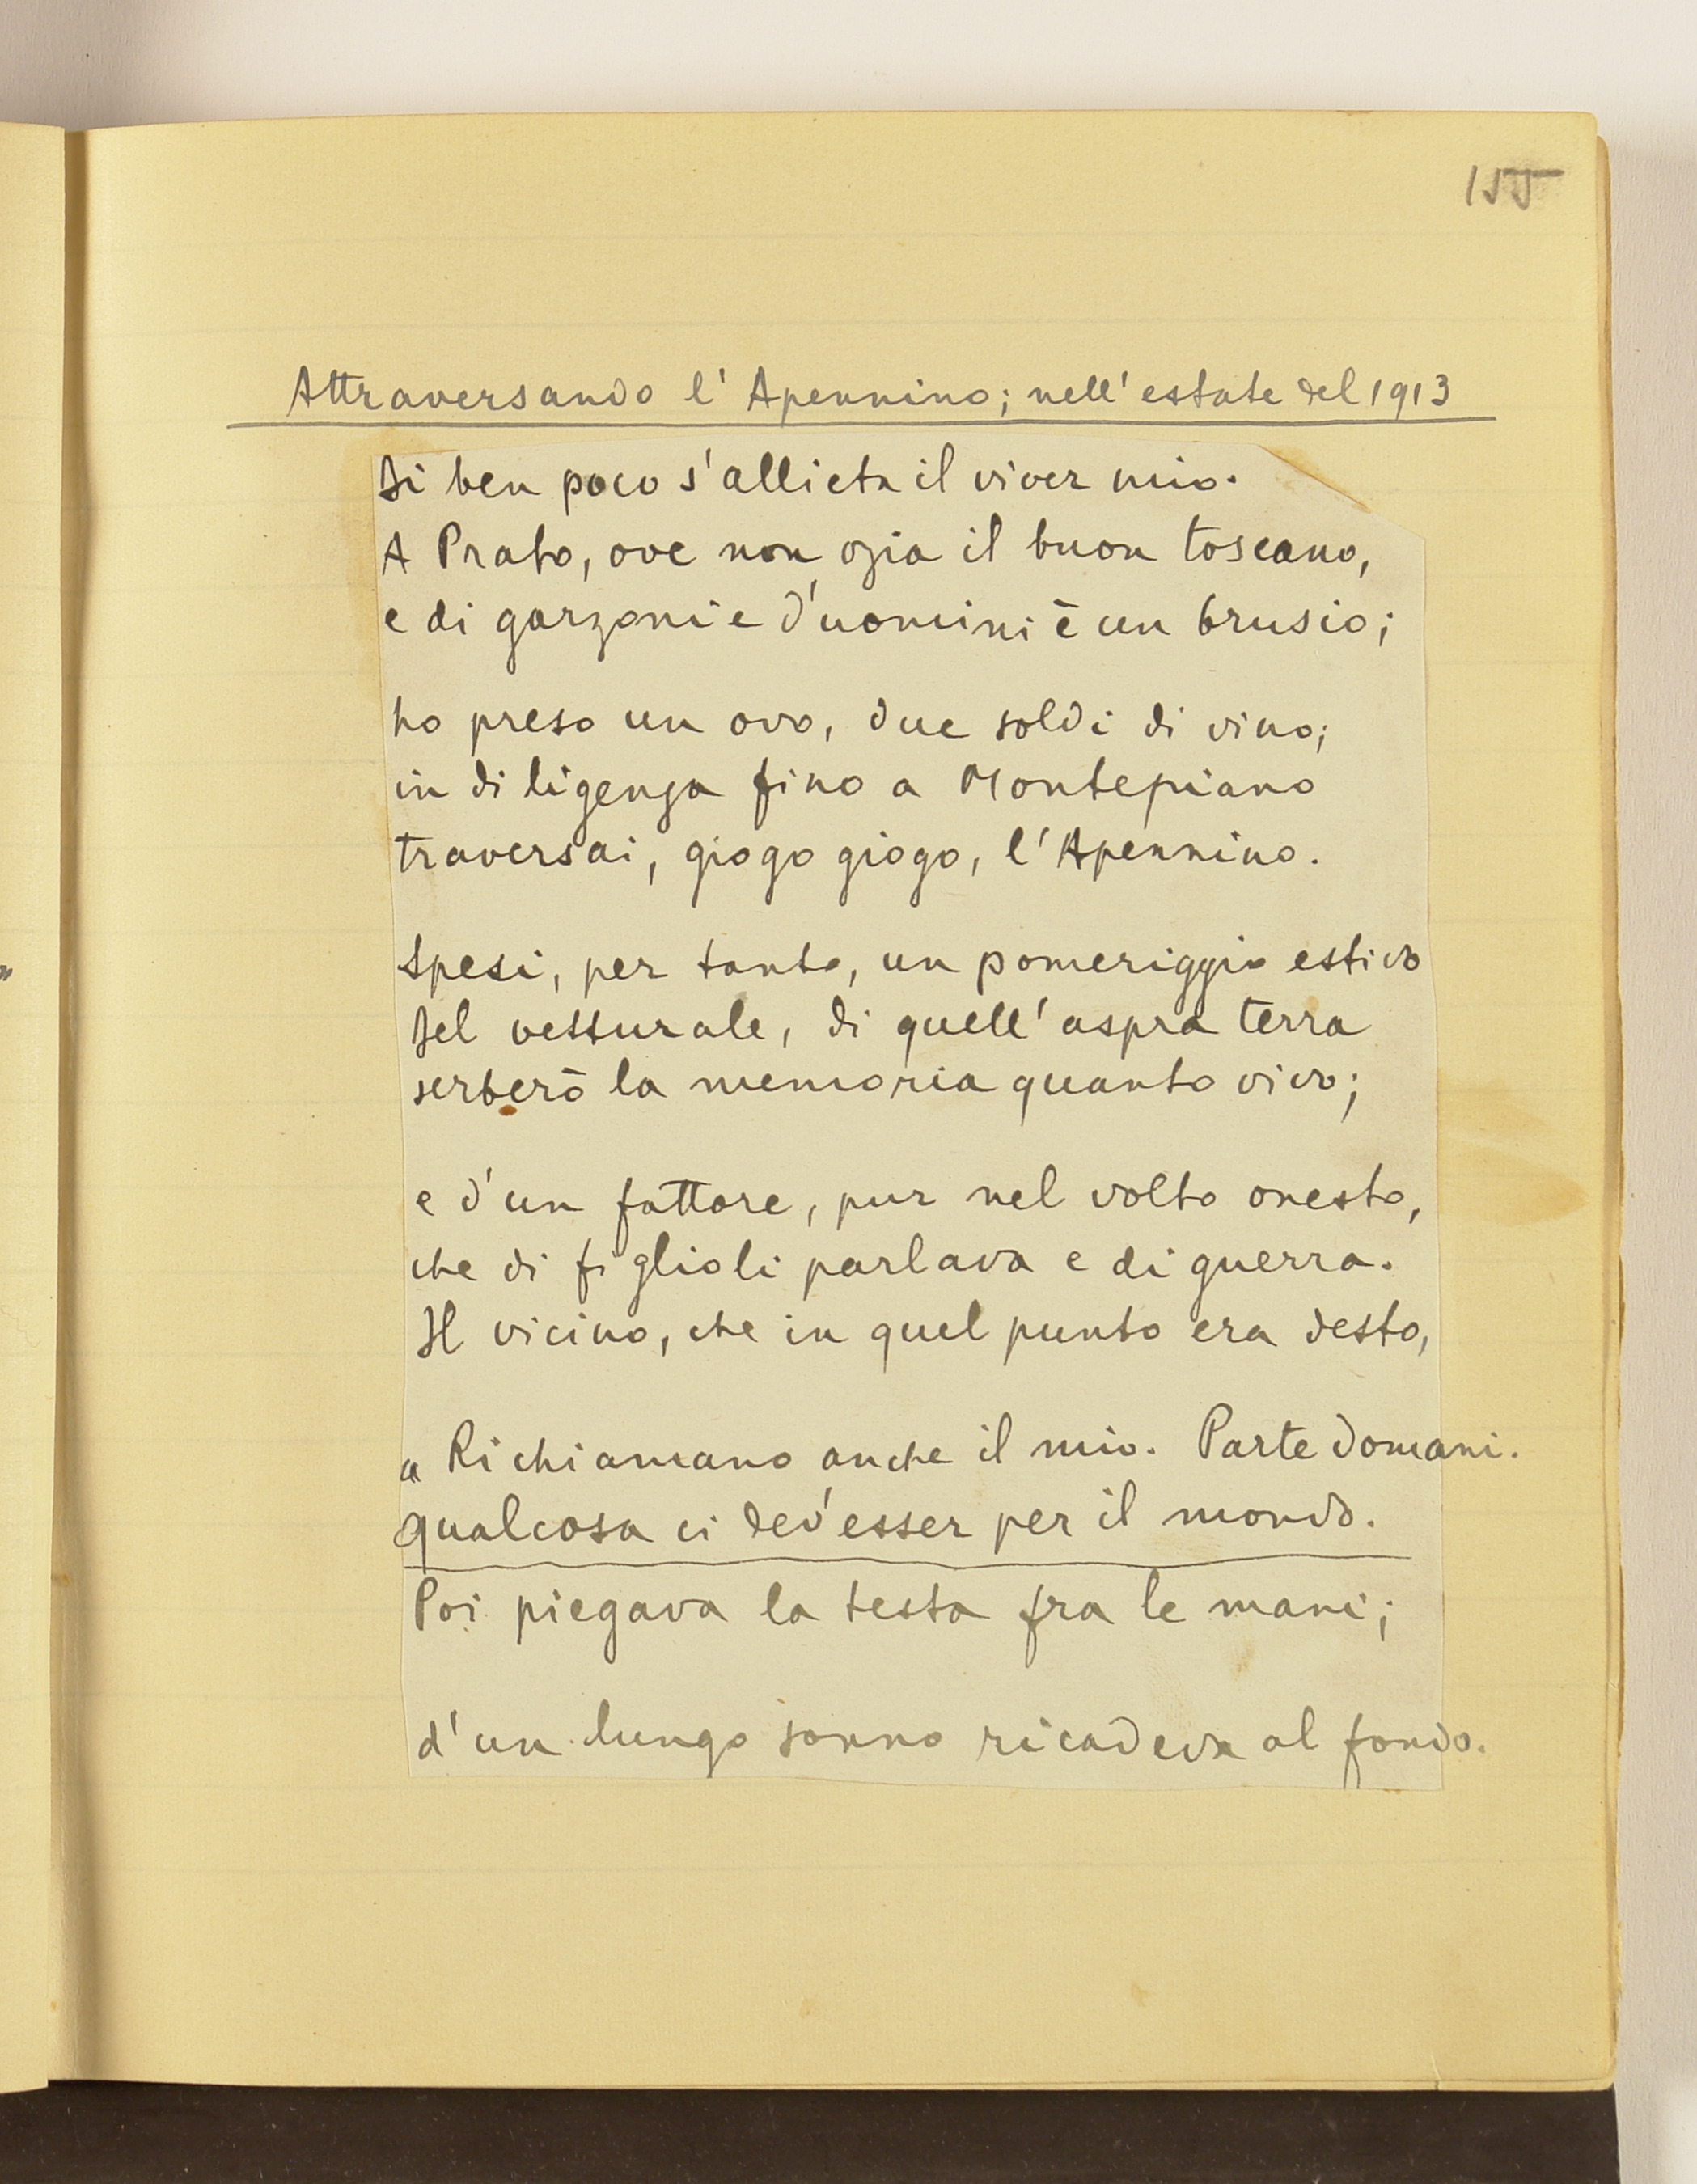 155
Attraversando l'Apennino; nell'estate del 1913
Di ben poco s'allieta il viver mio.
A Prato, ove non ozia il buon toscano,
e di garzoni e d'uomini è un brusio;
ho preso un ovo, due soldi di vino;
in diligenza fino a Montepiano
traversai, giogo giogo, l'Apennino.
Spesi, per tanto, un pomeriggio estivo
Del vetturale, di quell'aspra terra
serberò la memoria quanto vivo;
e d'un fattore, pur nel volto onesto,
che di figlioli parlava e di guerra.
Il vicino, che in quel punto era desto,
"Richiamano anche il mio. Parte domani.
qualcosa ci dev'esser per il mondo.
Poi piegava la testa fra le mani;
d'un lungo sonno ricadeva al fondo.